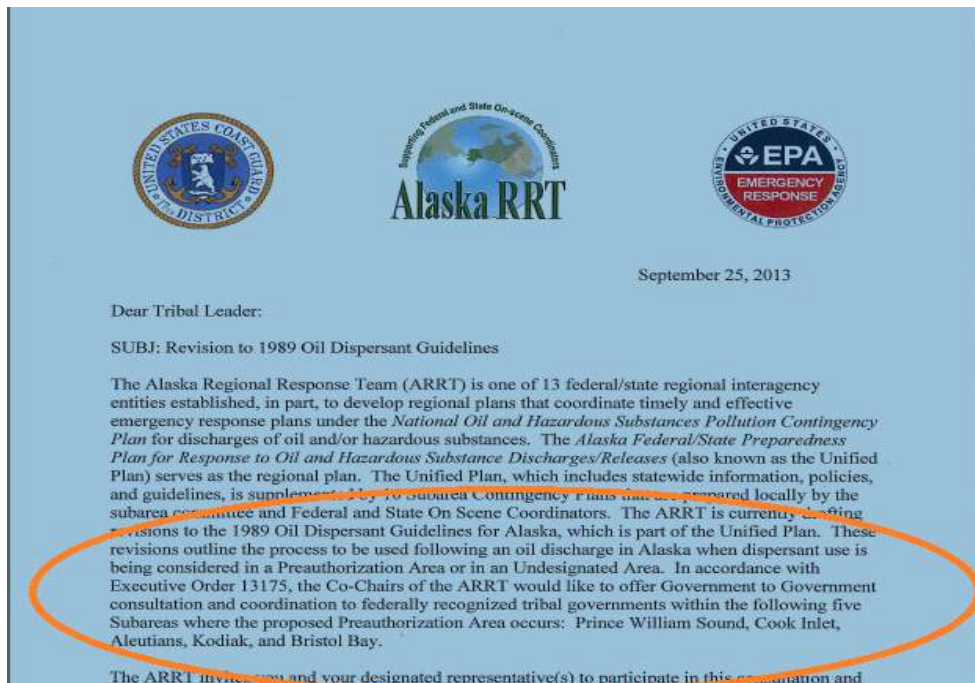 UNITED STATES COAST GUARD
17th DISTRICT
Supporting Federal and State On-scene Coordinators
Alaska RRT
UNITED STATES
ENVIRONMENTAL PROTECTION AGENCY
EPA
EMERGENCY
RESPONSE
September 25, 2013
Dear Tribal Leader:
SUBJ: Revision to 1989 Oil Dispersant Guidelines
The Alaska Regional Response Team (ARRT) is one of 13 federal/state regional interagency
entities established, in part, to develop regional plans that coordinate timely and effective
emergency response plans under the National Oil and Hazardous Substances Pollution Contingency
Plan for discharges of oil and/or hazardous substances. The Alaska Federal/State Preparedness
Plan for Response to Oil and Hazardous Substance Discharges/Releases (also known as the Unified
Plan) serves as the regional plan. The Unified Plan, which includes statewide information, policies,
and guidelines, is supplemented by 10 Subarea Contingency Plans that are prepared locally by the
subarea committee and Federal and State On Scene Coordinators. The ARRT is currently drafting
revisions to the 1989 Oil Dispersant Guidelines for Alaska, which is part of the Unified Plan. These
revisions outline the process to be used following an oil discharge in Alaska when dispersant use is
being considered in a Preauthorization Area or in an Undesignated Area. In accordance with
Executive Order 13175, the Co-Chairs of the ARRT would like to offer Government to Government
consultation and coordination to federally recognized tribal governments within the following five
Subareas where the proposed Preauthorization Area occurs: Prince William Sound, Cook Inlet,
Aleutians, Kodiak, and Bristol Bay.
The ARRT invites you and your designated representative(s) to participate in this consultation and